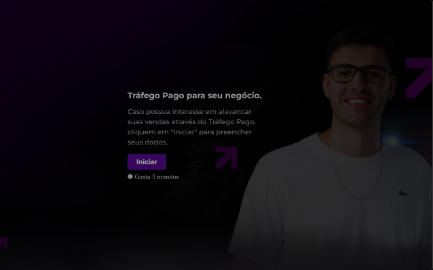 Tráfego Pago para seu negócio.
Caso possua interesse em alavancar
suas vendas através do Tráfego Pago,
cliquem em "Iniciar" para preencher
seus dados.
Iniciar
Gasta 3 minutos